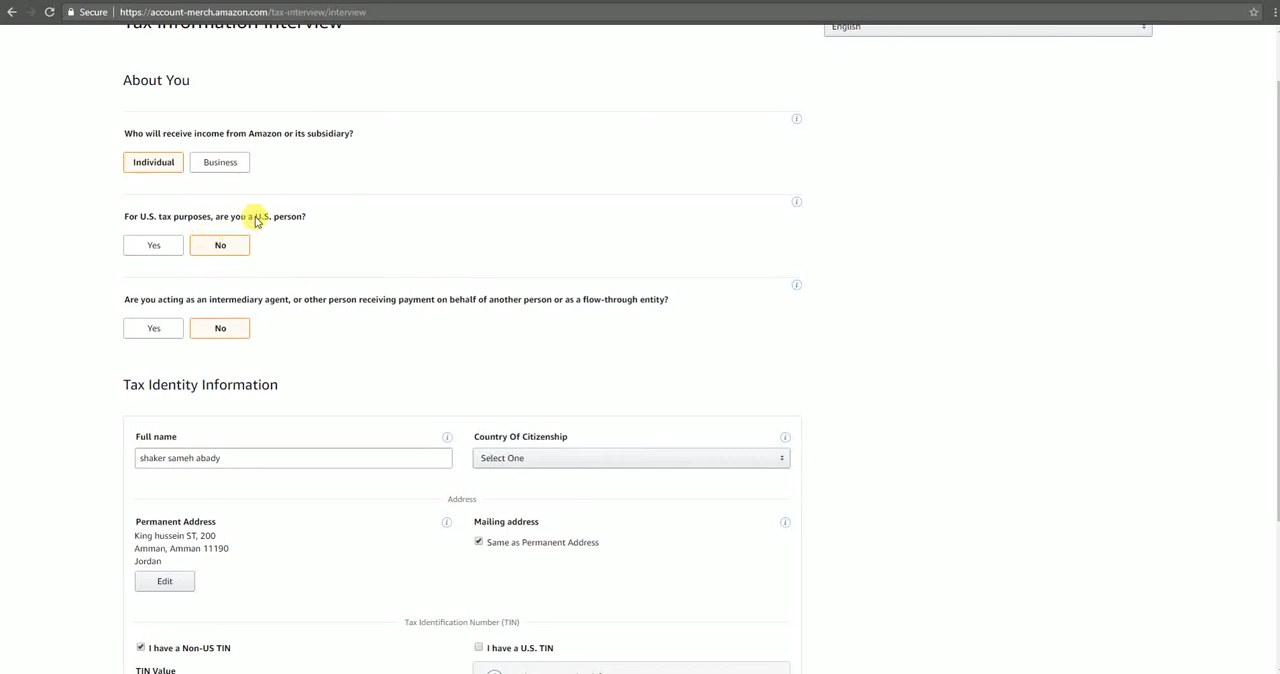 Secure
https://account-merch.amazon.com/tax-interview/interview
Tax Information Interview
English
About You
Who will receive income from Amazon or its subsidiary?
Individual
Business
For U.S. tax purposes, are you a U.S. person?
Yes
No
Are you acting as an intermediary agent, or other person receiving payment on behalf of another person or as a flow-through entity?
Yes
No
Tax Identity Information
Full name
Country Of Citizenship
shaker sameh abady
Select One
Address
Permanent Address
Mailing address
King hussein ST, 200
Same as Permanent Address
Amman, Amman 11190
Jordan
Edit
Tax Identification Number (TIN)
I have a Non-US TIN
I have a U.S. TIN
TIN Value